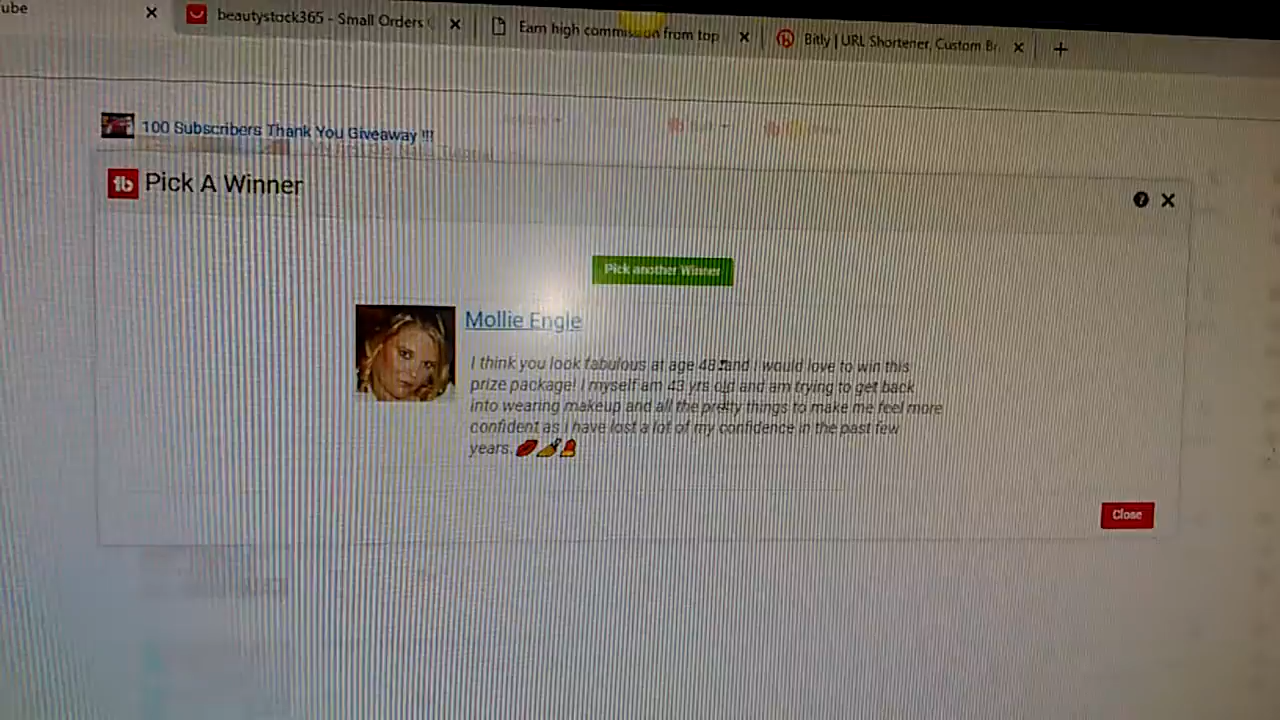 ube
beautystock365 - Small Orders
Earn high commission from top
Bitly | URL Shortener, Custom Br
100 Subscribers Thank You Giveaway !!!
tb Pick A Winner
Pick another Winner
Mollie Engle
I think you look fabulous at age 48 and I would love to win this
prize package! I myself am 43 yrs old and am trying to get back
into wearing makeup and all the pretty things to make me feel more
confident as i have lost a lot of my confidence in the past few
years.
Close